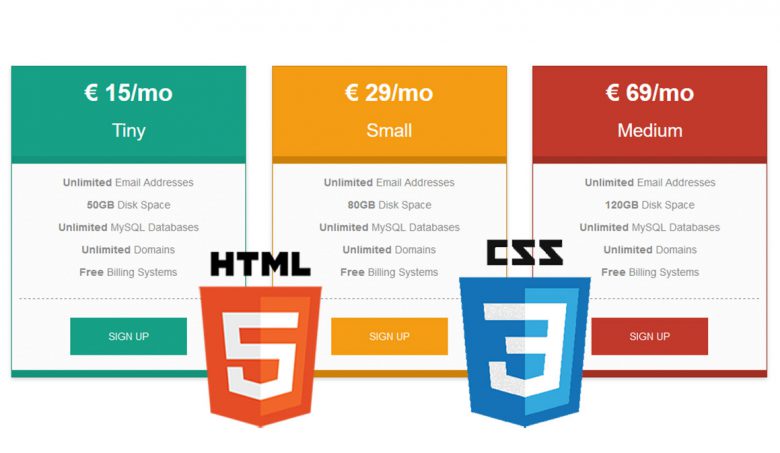 € 15/mo
Tiny
Unlimited Email Addresses
50GB Disk Space
Unlimited MySQL Databases
Unlimited Domains
Free Billing Systems
SIGN UP
€ 29/mo
Small
Unlimited Email Addresses
80GB Disk Space
Unlimited MySQL Databases
Unlimited Domains
Free Billing Systems
SIGN UP
€ 69/mo
Medium
Unlimited Email Addresses
120GB Disk Space
Unlimited MySQL Databases
Unlimited Domains
Free Billing Systems
SIGN UP
HTML
5
CSS
3